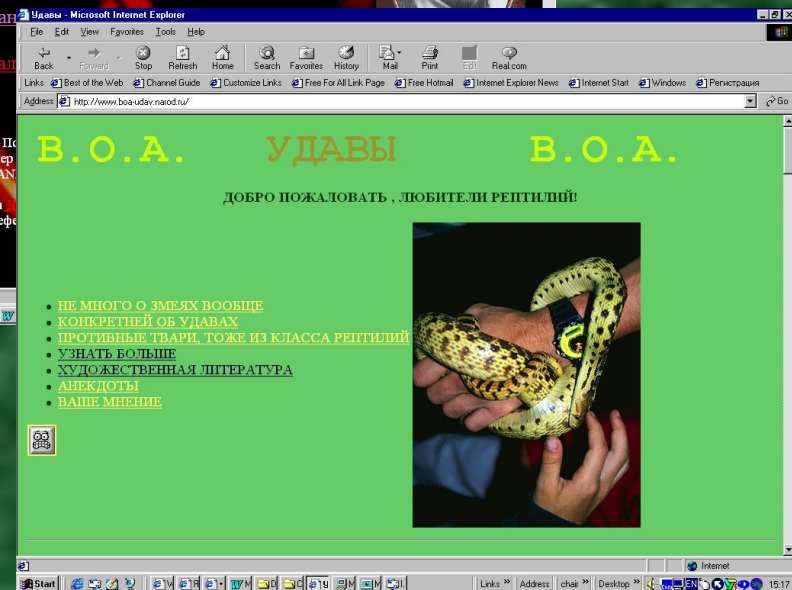 Удавы - Microsoft Internet Explorer
File Edit View Favorites Tools Help
Back Forward Stop Refresh Home Search Favorites History Mail Print Edit Real.com
Links Best of the Web Channel Guide Customize Links Free For All Link Page Free Hotmail Internet Explorer News Internet Start Windows Регистрация
Address http://www.boa-udav.narod.ru/ Go
B.O.A. УДАВЫ B.O.A.
ДОБРО ПОЖАЛОВАТЬ , ЛЮБИТЕЛИ РЕПТИЛИЙ!
НЕ МНОГО О ЗМЕЯХ ВООБЩЕ
КОНКРЕТНЕЙ ОБ УДАВАХ
ПРОТИВНЫЕ ТВАРИ, ТОЖЕ ИЗ КЛАССА РЕПТИЛИЙ
УЗНАТЬ БОЛЬШЕ
ХУДОЖЕСТВЕННАЯ ЛИТЕРАТУРА
АНЕКДОТЫ
ВАШЕ МНЕНИЕ
Internet
Start Links Address chair Desktop EN 15:17